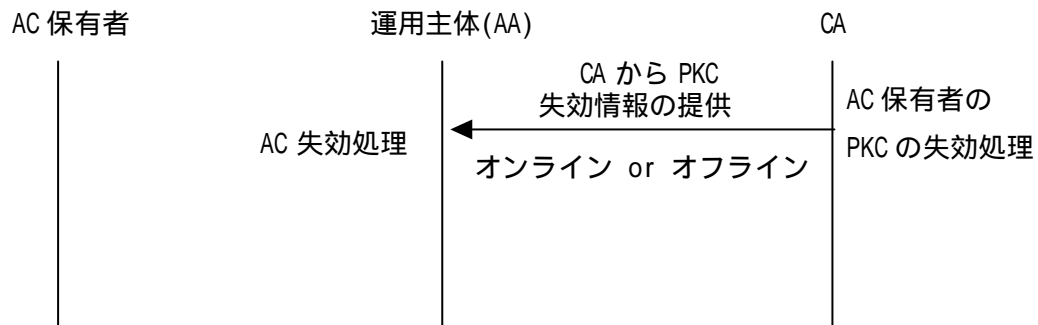 AC 保有者
運用主体(AA)
CA
CA から PKC
失効情報の提供
AC 保有者の
PKC の失効処理
AC 失効処理
オンライン or オフライン